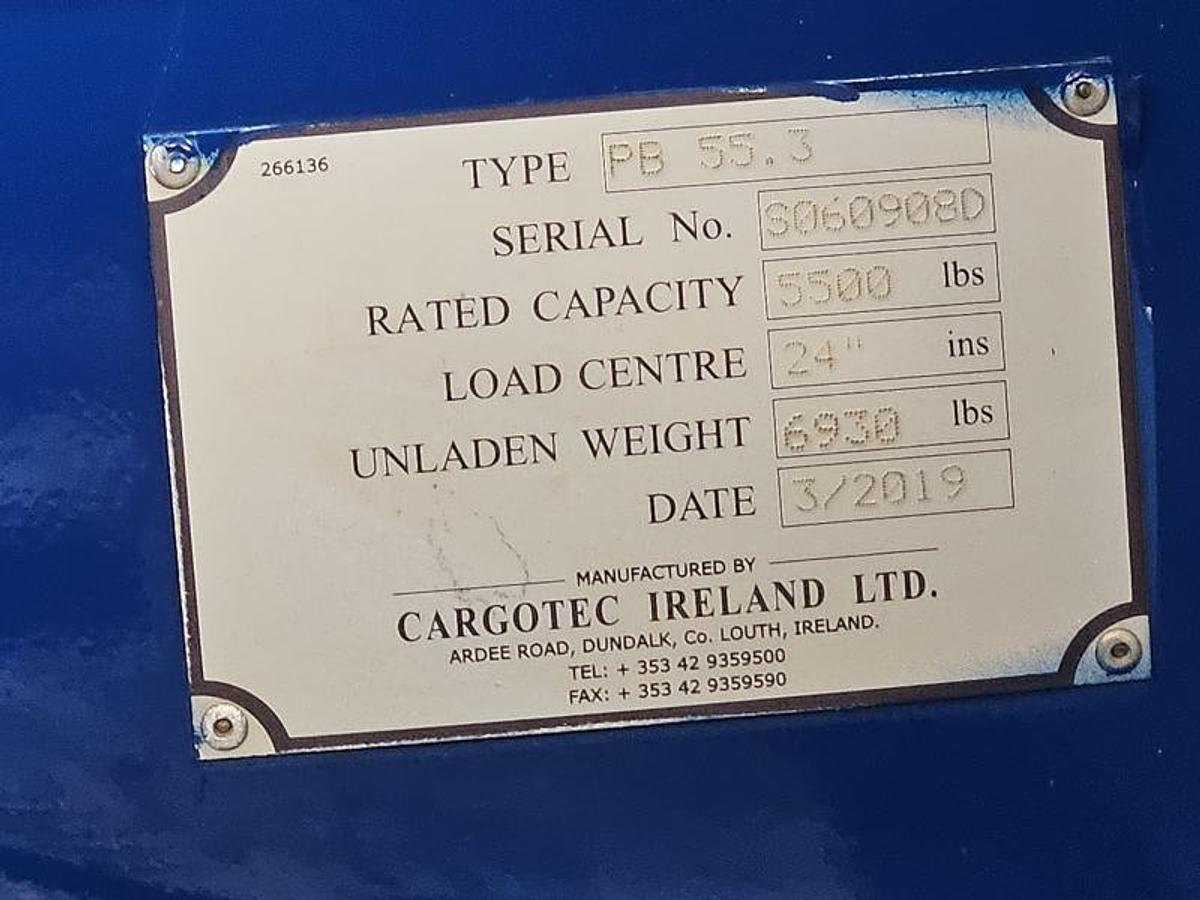 266136
TYPE PB 55.3
SERIAL No. S060908D
RATED CAPACITY 5500 lbs
LOAD CENTRE 24" ins
UNLADEN WEIGHT 6930 lbs
DATE 3/2019
MANUFACTURED BY
CARGOTEC IRELAND LTD.
ARDEE ROAD, DUNDALK, Co. LOUTH, IRELAND.
TEL: + 353 42 9359500
FAX: + 353 42 9359590